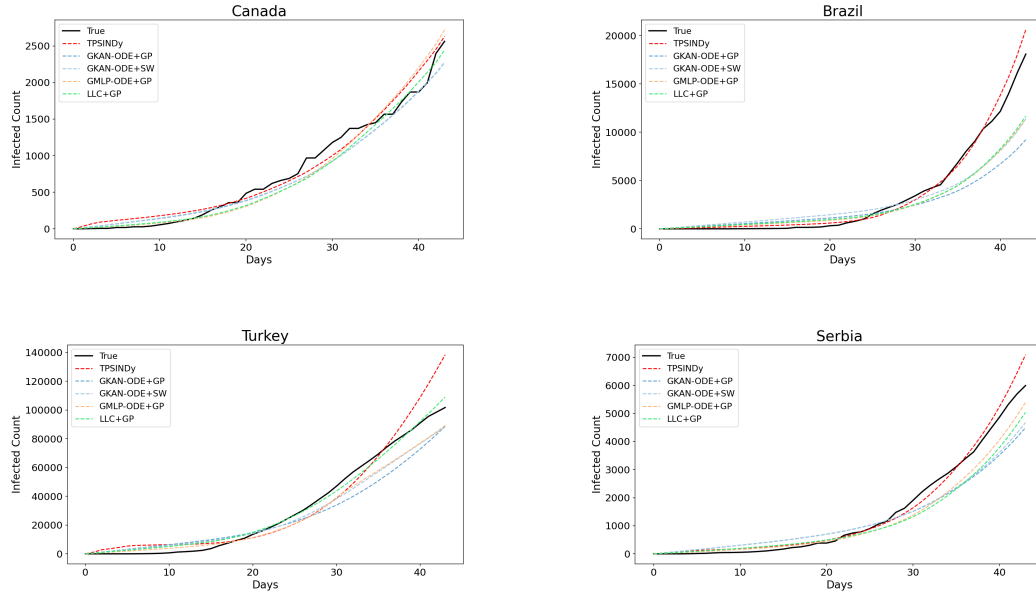 Canada
True
TPSINDy
GKAN-ODE+GP
GKAN-ODE+SW
GMLP-ODE+GP
LLC+GP
Infected Count
2500
2000
1500
1000
500
0
0 10 20 30 40
Days
Brazil
True
TPSINDy
GKAN-ODE+GP
GKAN-ODE+SW
GMLP-ODE+GP
LLC+GP
Infected Count
20000
15000
10000
5000
0
0 10 20 30 40
Days
Turkey
True
TPSINDy
GKAN-ODE+GP
GKAN-ODE+SW
GMLP-ODE+GP
LLC+GP
Infected Count
140000
120000
100000
80000
60000
40000
20000
0
0 10 20 30 40
Days
Serbia
True
TPSINDy
GKAN-ODE+GP
GKAN-ODE+SW
GMLP-ODE+GP
LLC+GP
Infected Count
7000
6000
5000
4000
3000
2000
1000
0
0 10 20 30 40
Days